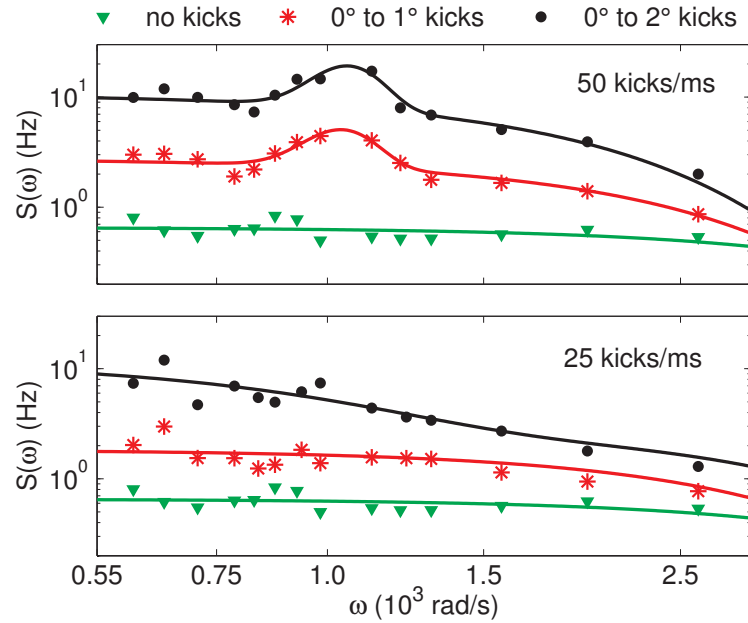 no kicks 0° to 1° kicks 0° to 2° kicks
50 kicks/ms
S(ω) (Hz)
10¹
10⁰
25 kicks/ms
S(ω) (Hz)
10¹
10⁰
0.55 0.75 1.0 1.5 2.5
ω (10³ rad/s)